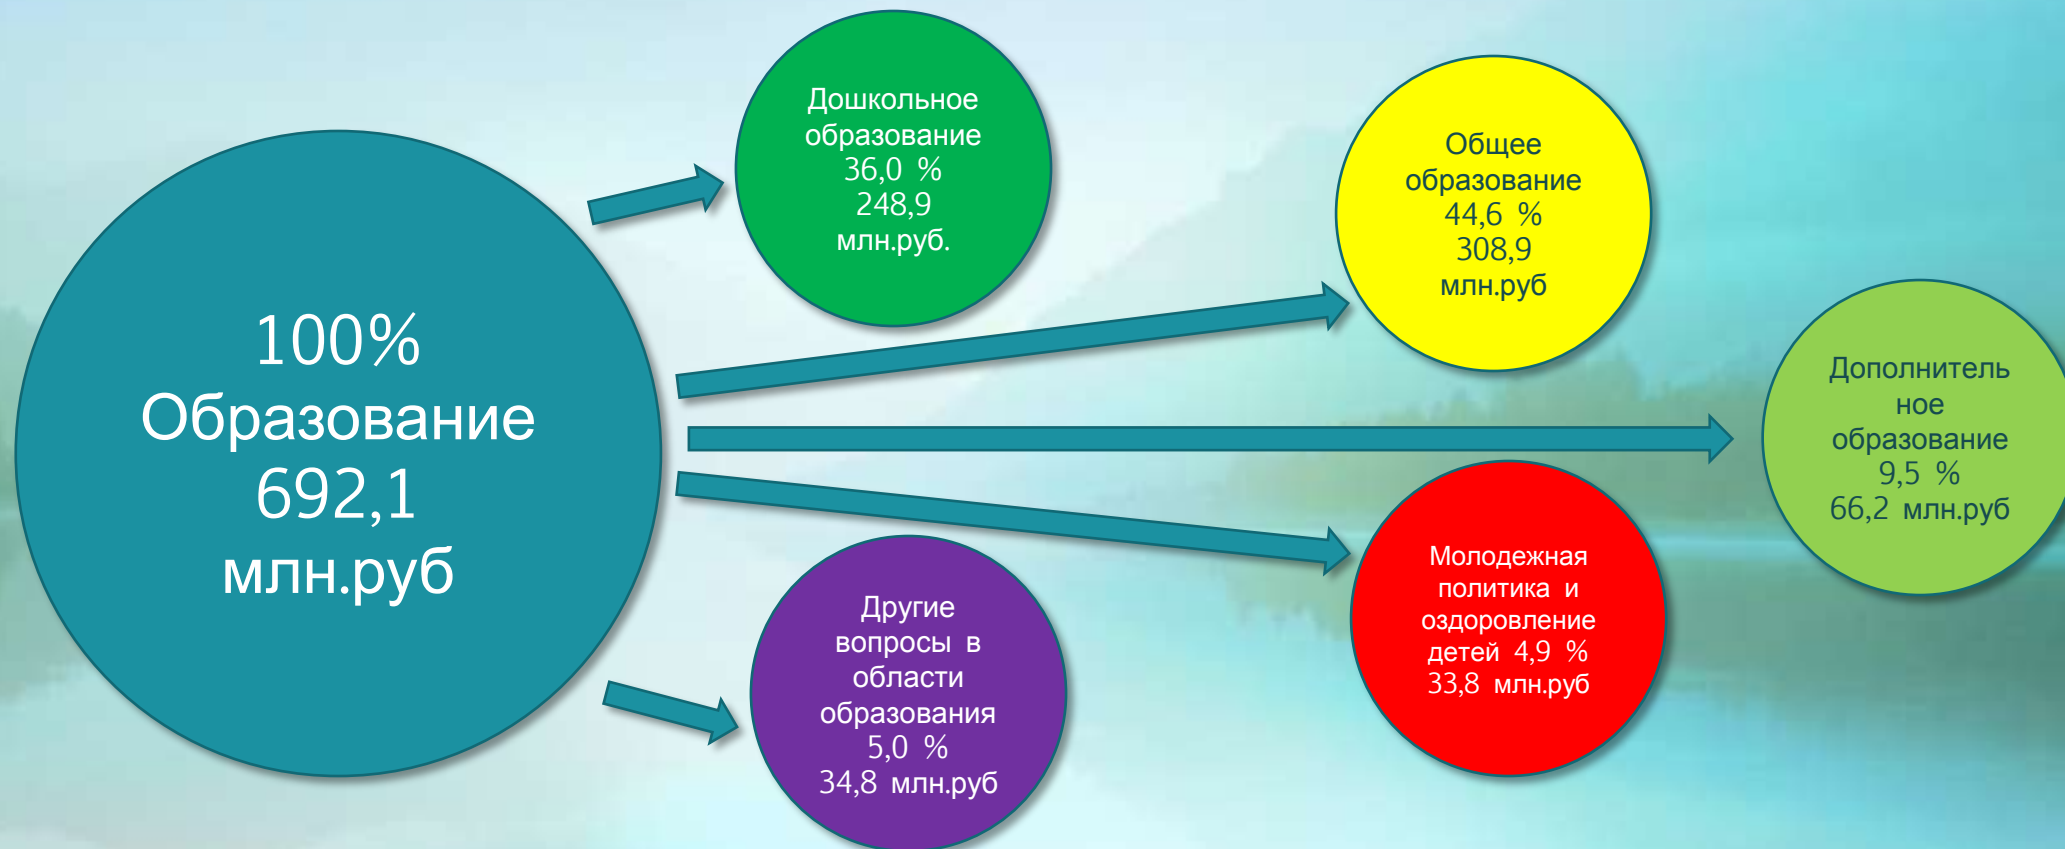 100%
Образование
692,1
млн.руб
Дошкольное
образование
36,0 %
248,9
млн.руб.
Общее
образование
44,6 %
308,9
млн.руб
Дополнитель
ное
образование
9,5 %
66,2 млн.руб
Молодежная
политика и
оздоровление
детей 4,9 %
33,8 млн.руб
Другие
вопросы в
области
образования
5,0 %
34,8 млн.руб